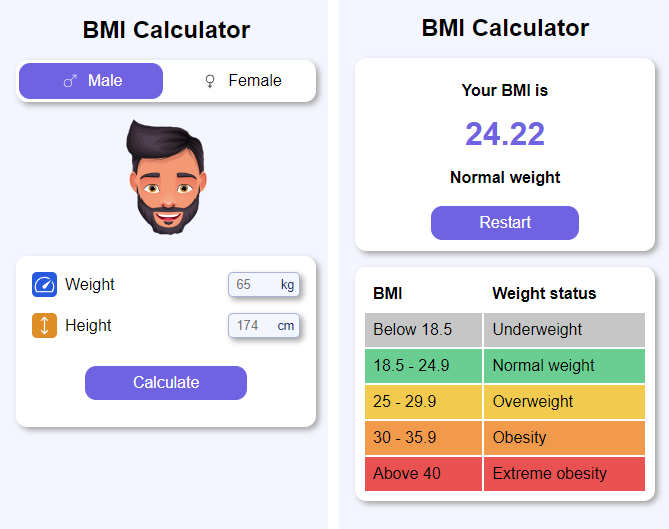 BMI Calculator
Male Female
Weight 65 kg
Height 174 cm
Calculate
BMI Calculator
Your BMI is
24.22
Normal weight
Restart
BMI Weight status
Below 18.5 Underweight
18.5 - 24.9 Normal weight
25 - 29.9 Overweight
30 - 35.9 Obesity
Above 40 Extreme obesity